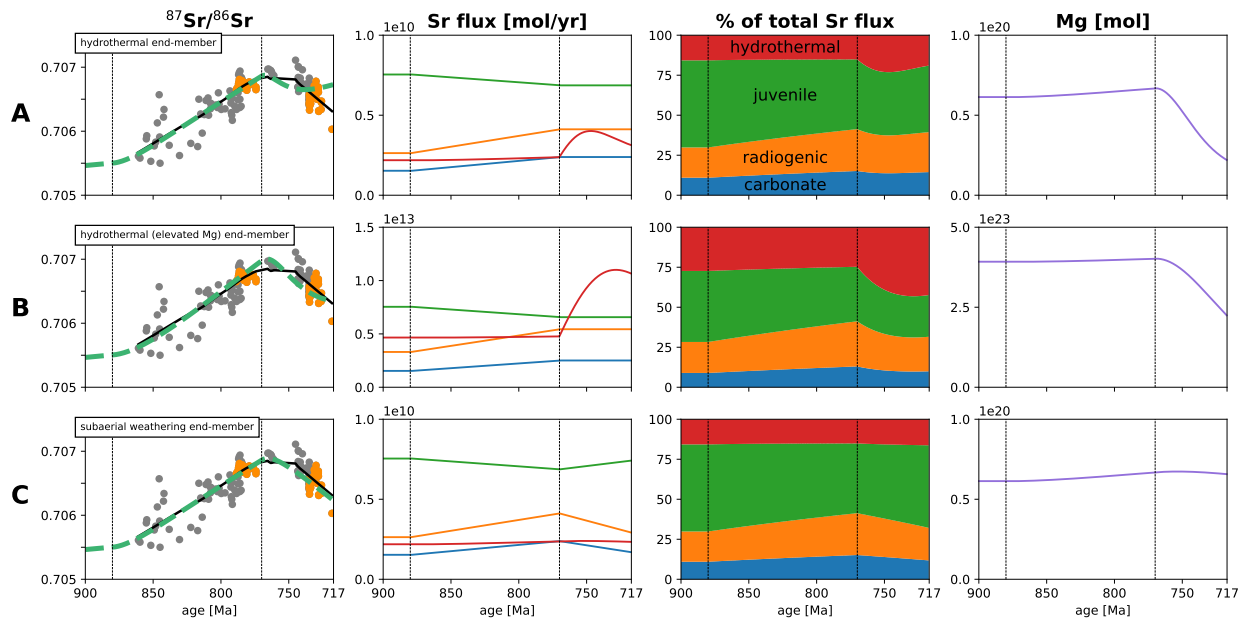 ⁸⁷Sr/⁸⁶Sr
Sr flux [mol/yr]
% of total Sr flux
Mg [mol]
A
hydrothermal end-member
0.707
0.706
0.705
1e10
1.0
0.5
0.0
100
75
50
25
0
hydrothermal
juvenile
radiogenic
carbonate
1e20
1.0
0.5
0.0
B
hydrothermal (elevated Mg) end-member
0.707
0.706
0.705
1e13
1.5
1.0
0.5
0.0
100
75
50
25
0
1e23
5.0
2.5
0.0
C
subaerial weathering end-member
0.707
0.706
0.705
900 850 800 750 717
age [Ma]
1e10
1.0
0.5
0.0
900 850 800 750 717
age [Ma]
100
75
50
25
0
900 850 800 750 717
age [Ma]
1e20
1.0
0.5
0.0
900 850 800 750 717
age [Ma]